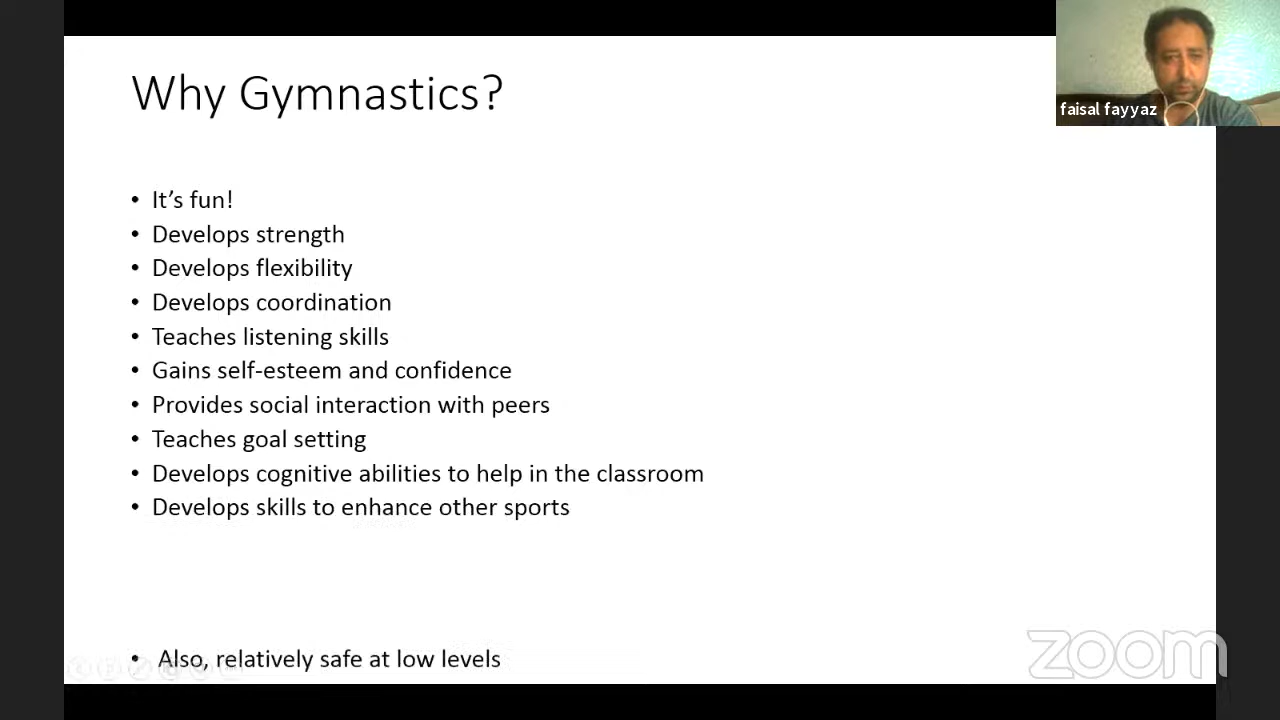 Why Gymnastics?
faisal fayyaz
• It's fun!
• Develops strength
• Develops flexibility
• Develops coordination
• Teaches listening skills
• Gains self-esteem and confidence
• Provides social interaction with peers
• Teaches goal setting
• Develops cognitive abilities to help in the classroom
• Develops skills to enhance other sports
• Also, relatively safe at low levels
zoom